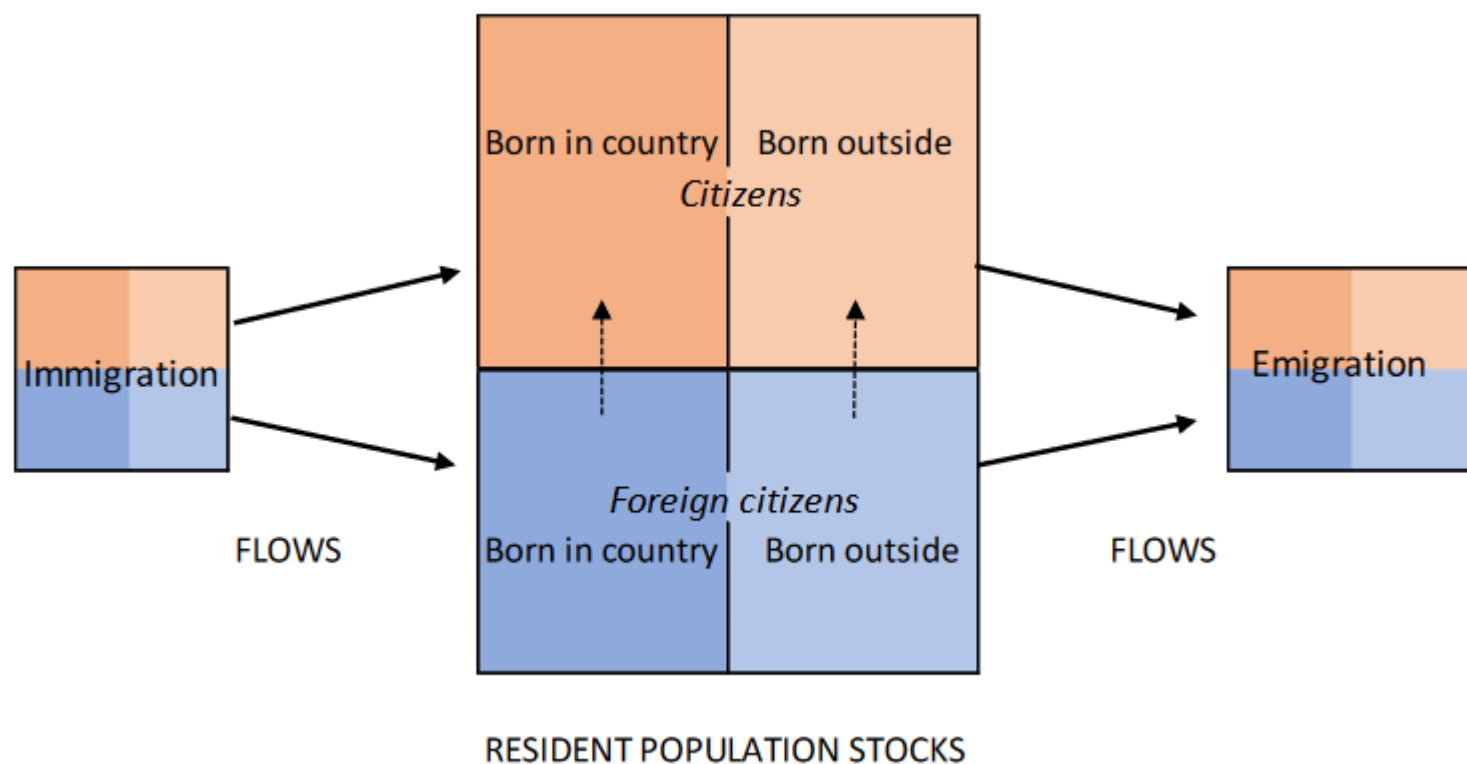 Born in country
Born outside
Citizens
Immigration
Emigration
Foreign citizens
Born in country
Born outside
FLOWS
FLOWS
RESIDENT POPULATION STOCKS